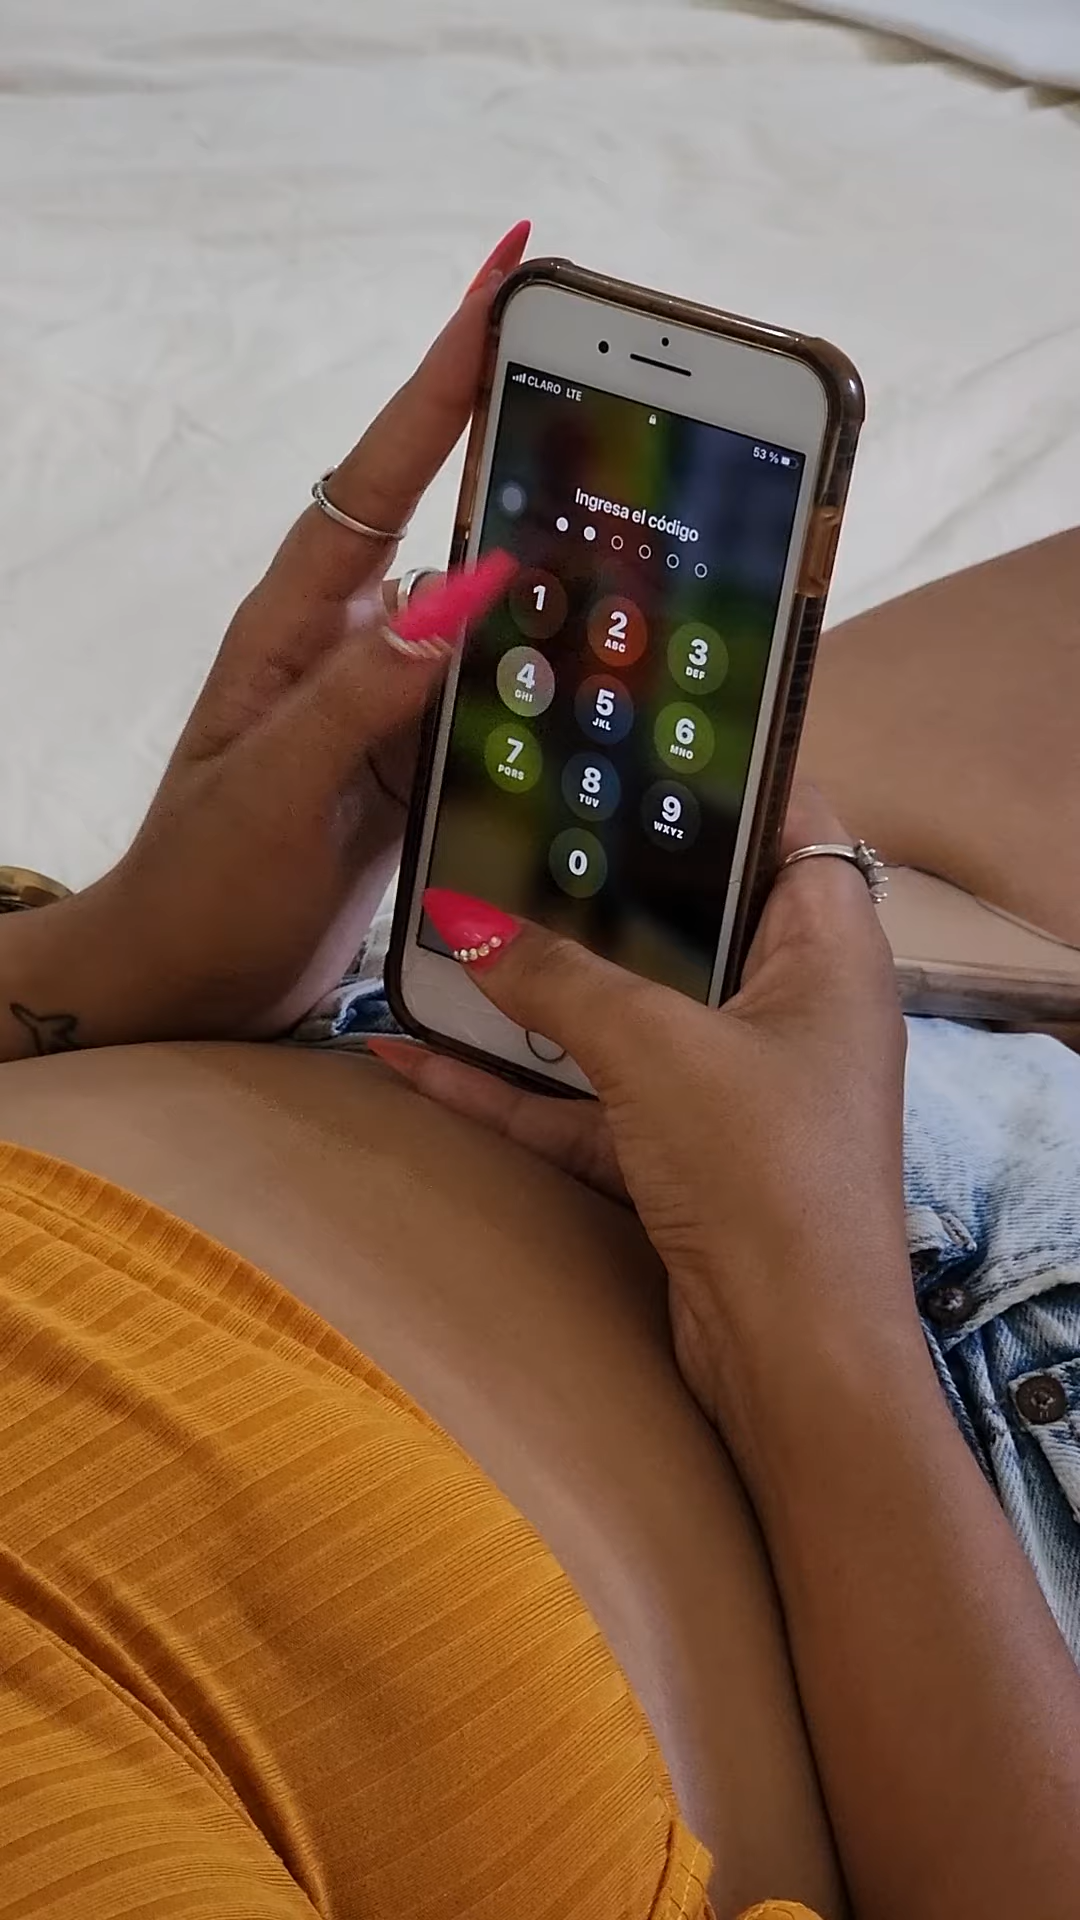 CLARO LTE
53 %
Ingresa el código
1
2
ABC
3
DEF
4
GHI
5
JKL
6
MNO
7
PQRS
8
TUV
9
WXYZ
0